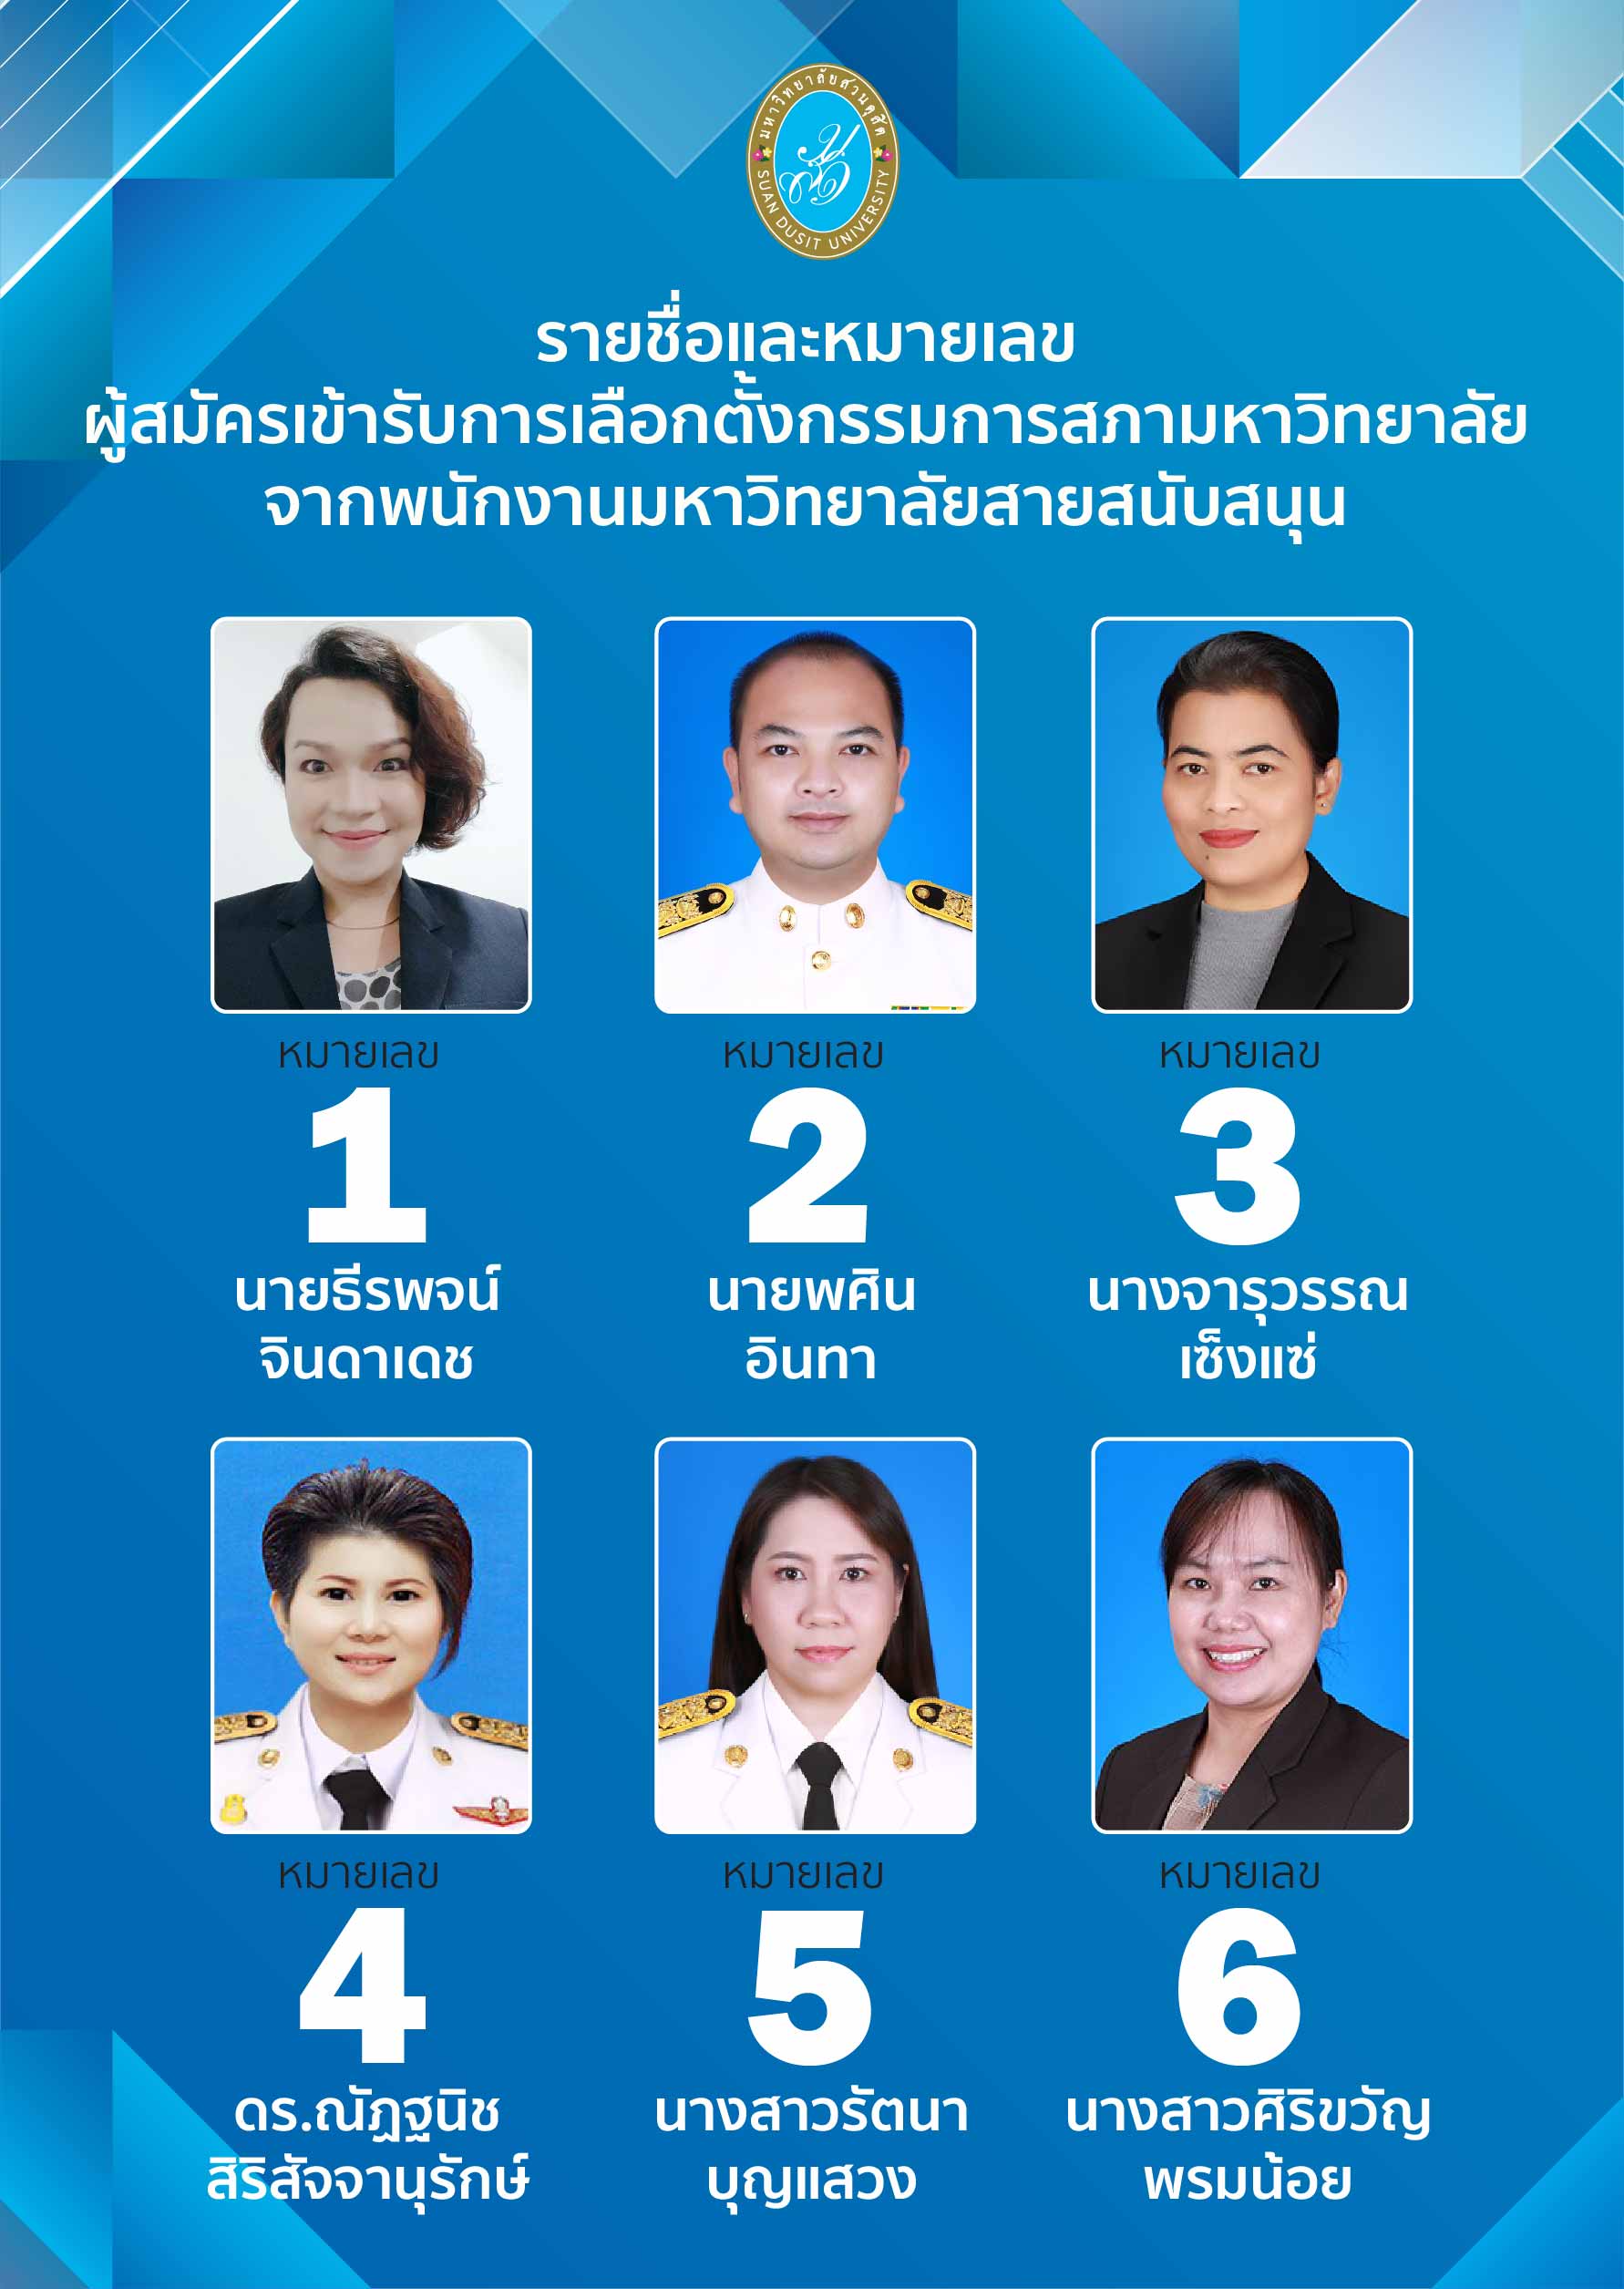 มหาวิทยาลัยสวนดุสิต
SUAN DUSIT UNIVERSITY
รายชื่อและหมายเลข
ผู้สมัครเข้ารับการเลือกตั้งกรรมการสภามหาวิทยาลัย
จากพนักงานมหาวิทยาลัยสายสนับสนุน
หมายเลข
1
นายธีรพจน์
จินดาเดช
หมายเลข
2
นายพศิน
อินทา
หมายเลข
3
นางจารุวรรณ
เซ็งแซ่
หมายเลข
4
ดร.ณัฏฐนิช
สิริสัจจานุรักษ์
หมายเลข
5
นางสาวรัตนา
บุญแสวง
หมายเลข
6
นางสาวศิริขวัญ
พรมน้อย